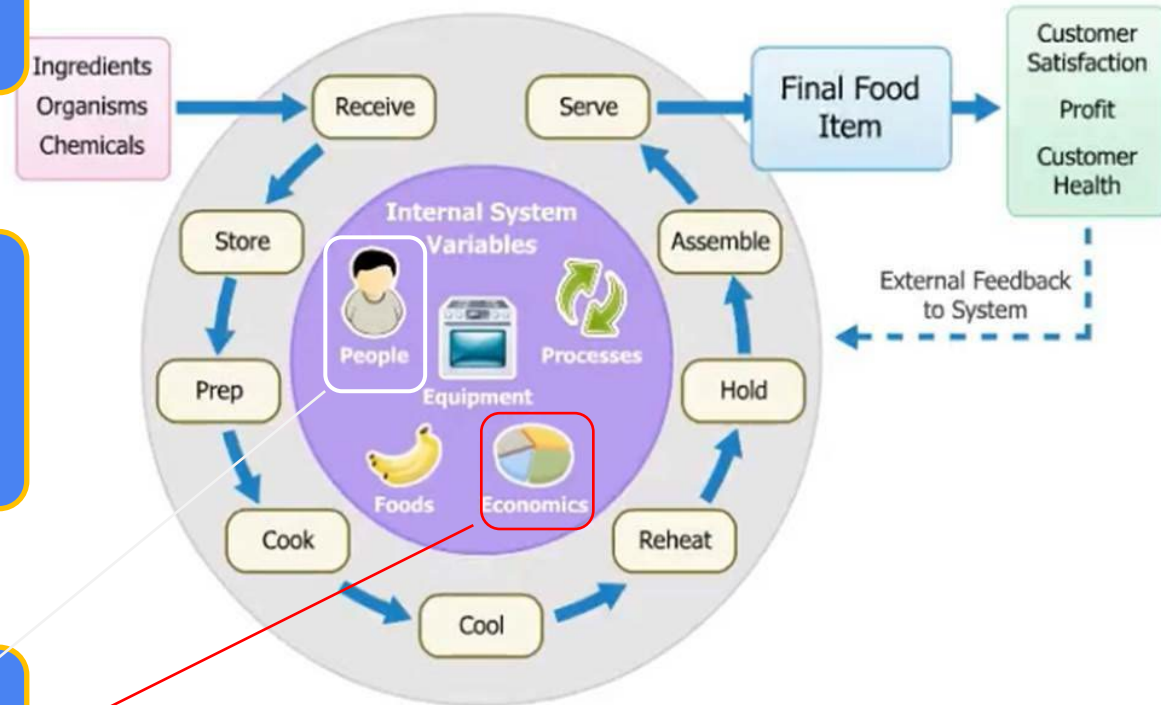 Ingredients
Organisms
Chemicals
Receive
Serve
Final Food
Item
Customer
Satisfaction
Profit
Customer
Health
Store
Internal System
Variables
Assemble
External Feedback
to System
People
Processes
Prep
Equipment
Hold
Foods
Economics
Cook
Reheat
Cool